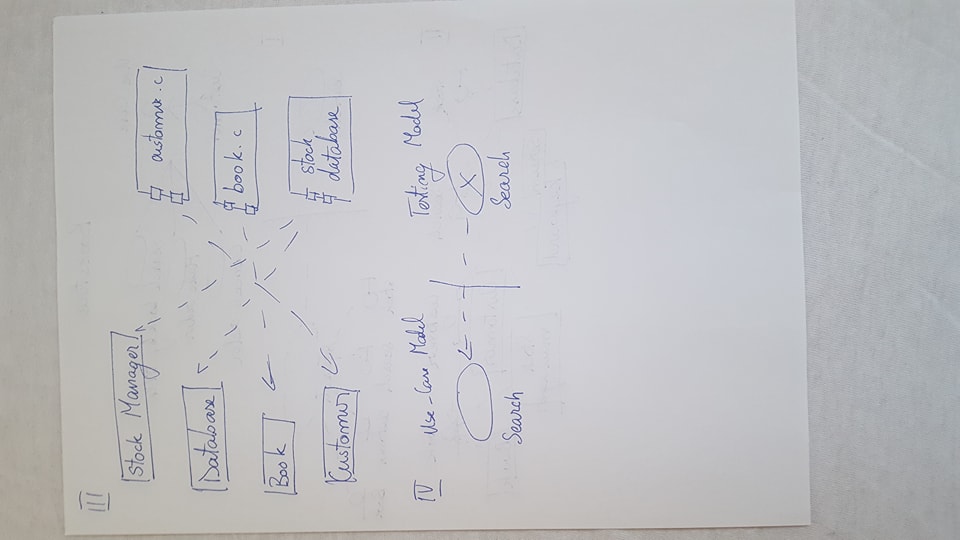 III
Stock Manager
customer.c
Database
book.c
Book
stock
database
Customer
IV
Use-Case Model
Testing Model
X
Search
Search